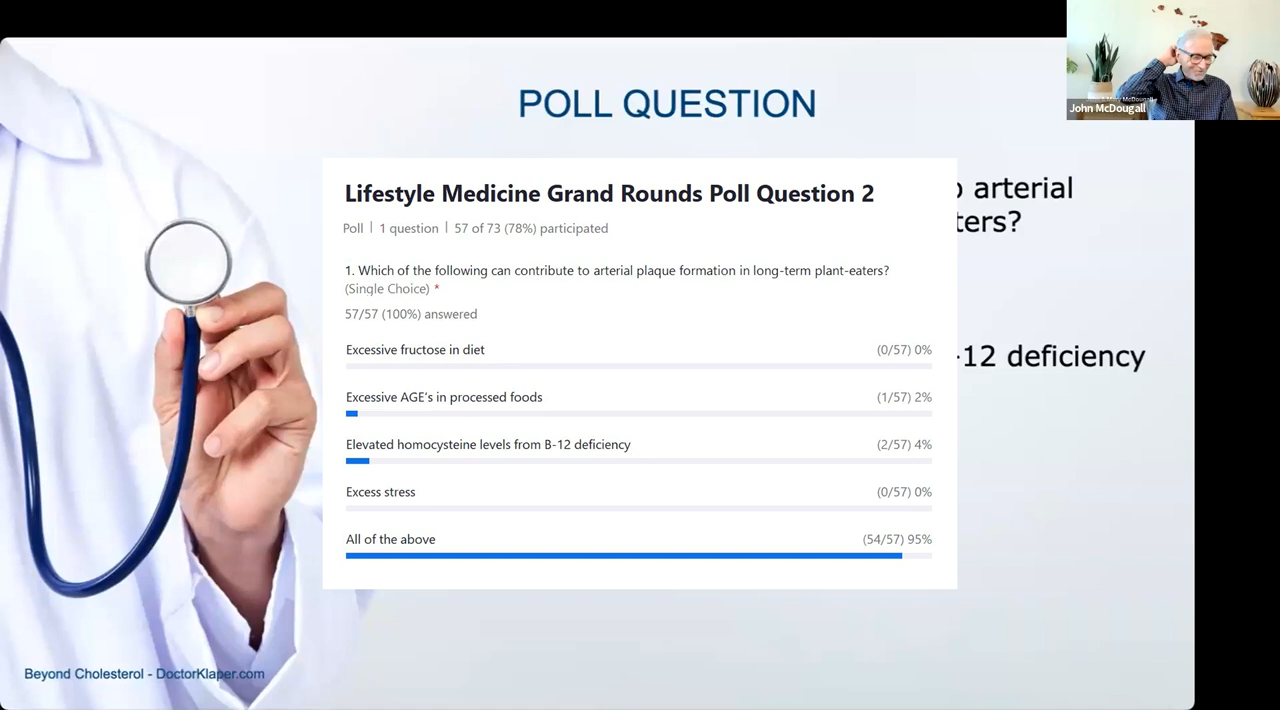 POLL QUESTION
Lifestyle Medicine Grand Rounds Poll Question 2
Poll | 1 question | 57 of 73 (78%) participated
1. Which of the following can contribute to arterial plaque formation in long-term plant-eaters?
(Single Choice) *
57/57 (100%) answered
Excessive fructose in diet (0/57) 0%
Excessive AGE's in processed foods (1/57) 2%
Elevated homocysteine levels from B-12 deficiency (2/57) 4%
Excess stress (0/57) 0%
All of the above (54/57) 95%
arterial
ters?
-12 deficiency
Beyond Cholesterol - DoctorKlaper.com
John McDougall